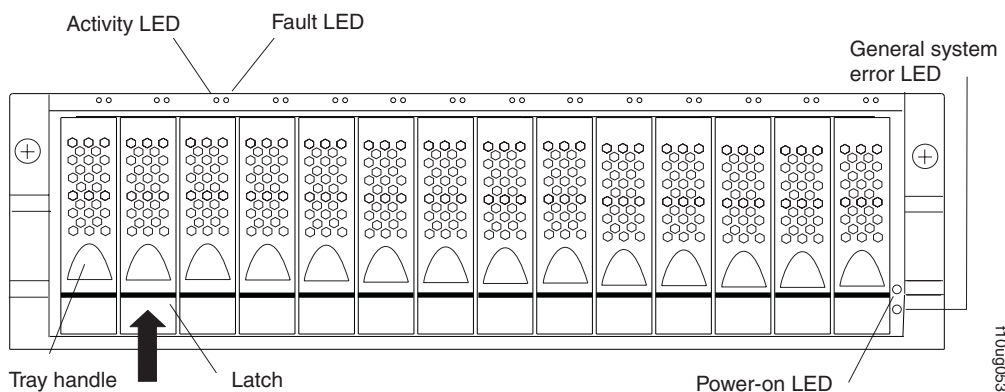 Activity LED
Fault LED
General system
error LED
Tray handle
Latch
Power-on LED
f10ug053